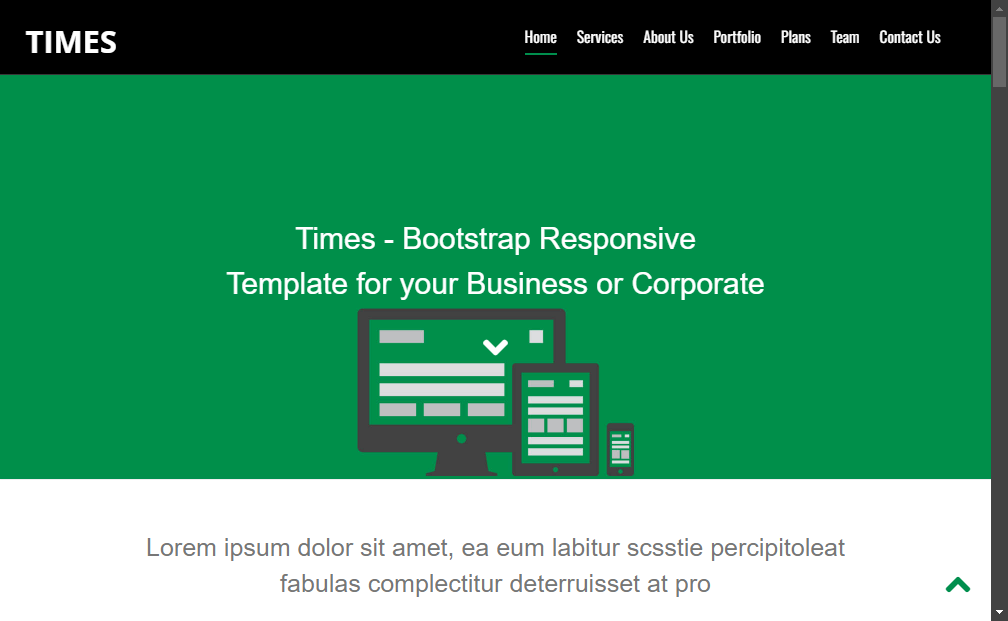 TIMES
Home Services About Us Portfolio Plans Team Contact Us
Times - Bootstrap Responsive
Template for your Business or Corporate
Lorem ipsum dolor sit amet, ea eum labitur scsstie percipitoleat
fabulas complectitur deterruisset at pro